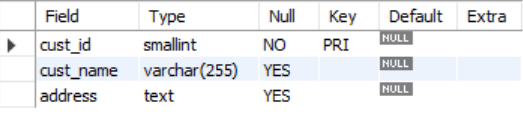 Field Type Null Key Default Extra
cust_id smallint NO PRI NULL
cust_name varchar(255) YES NULL
address text YES NULL